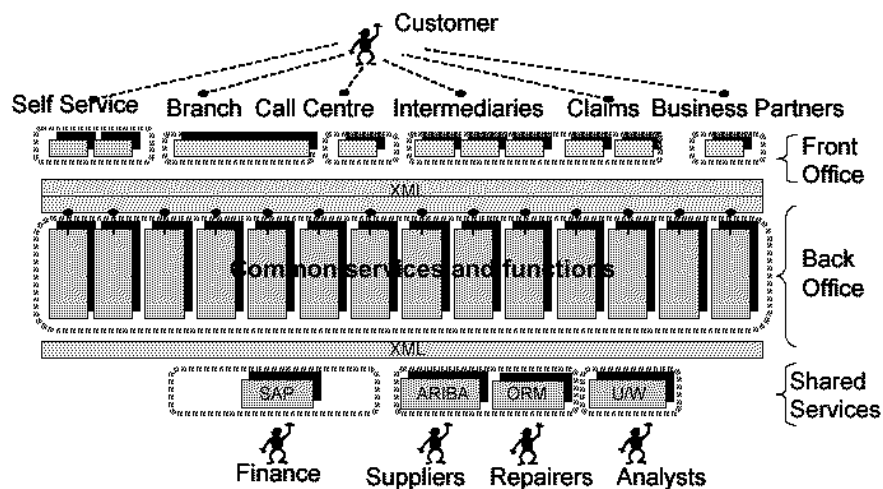 Customer
Self Service Branch Call Centre Intermediaries Claims Business Partners
Front
Office
XML
Common services and functions
Back
Office
XML
SAP ARIBA ORM U/W
Shared
Services
Finance Suppliers Repairers Analysts